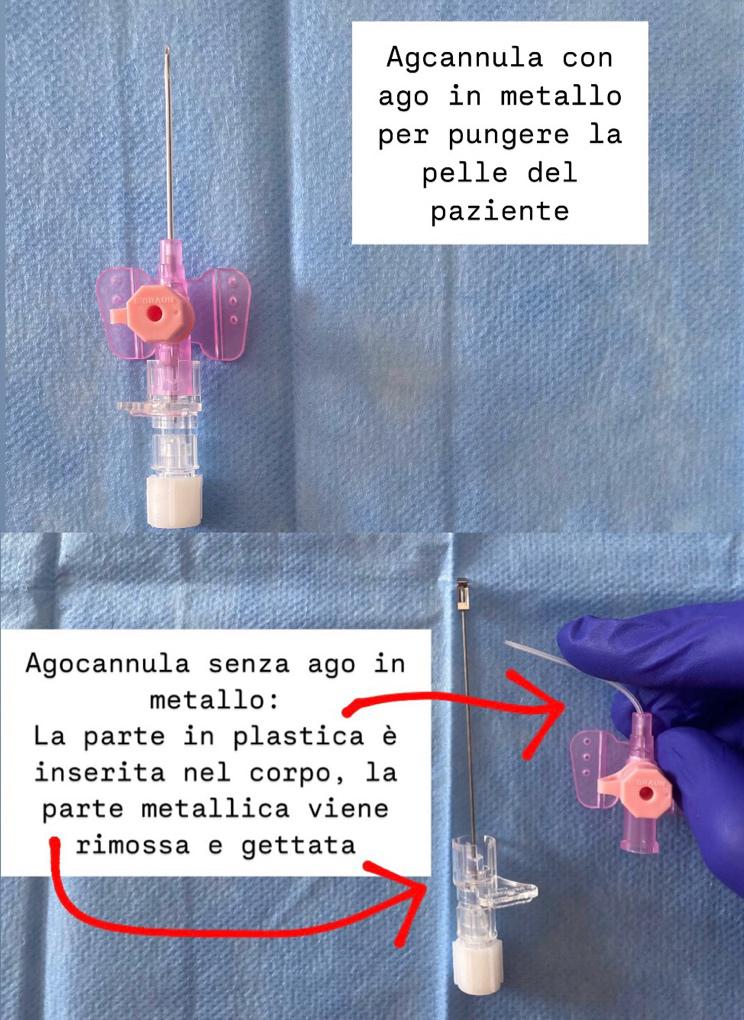 Agcannula con
ago in metallo
per pungere la
pelle del
paziente
BRAUN
Agocannula senza ago in
metallo:
La parte in plastica è
inserita nel corpo, la
parte metallica viene
rimossa e gettata
BRAUN